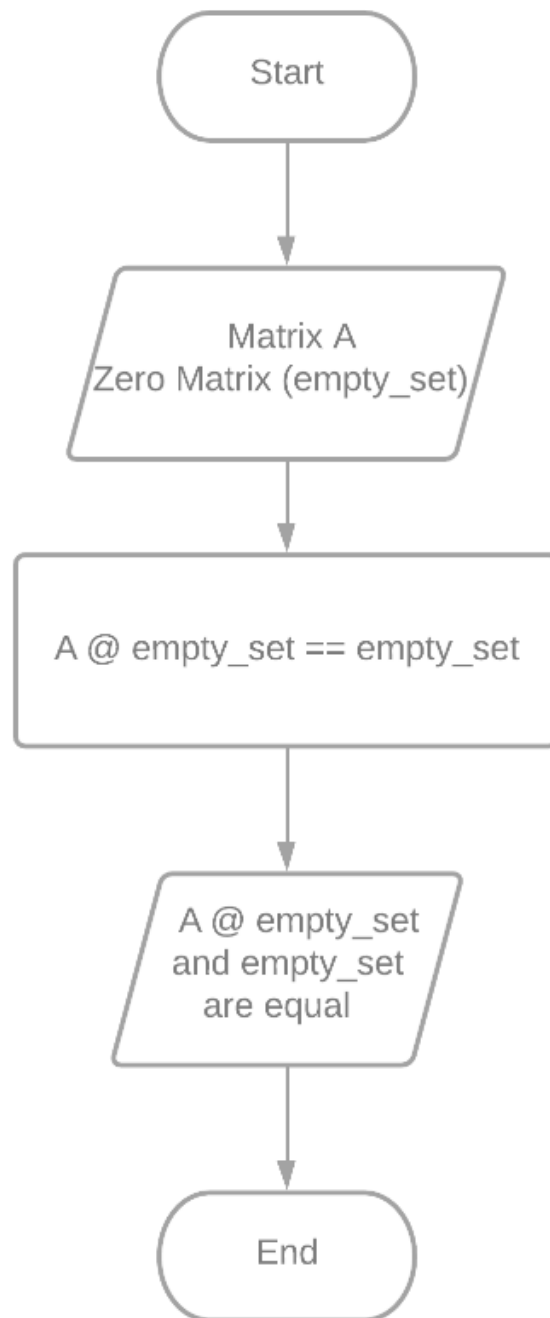 Start
Matrix A
Zero Matrix (empty_set)
A @ empty_set == empty_set
A @ empty_set
and empty_set
are equal
End